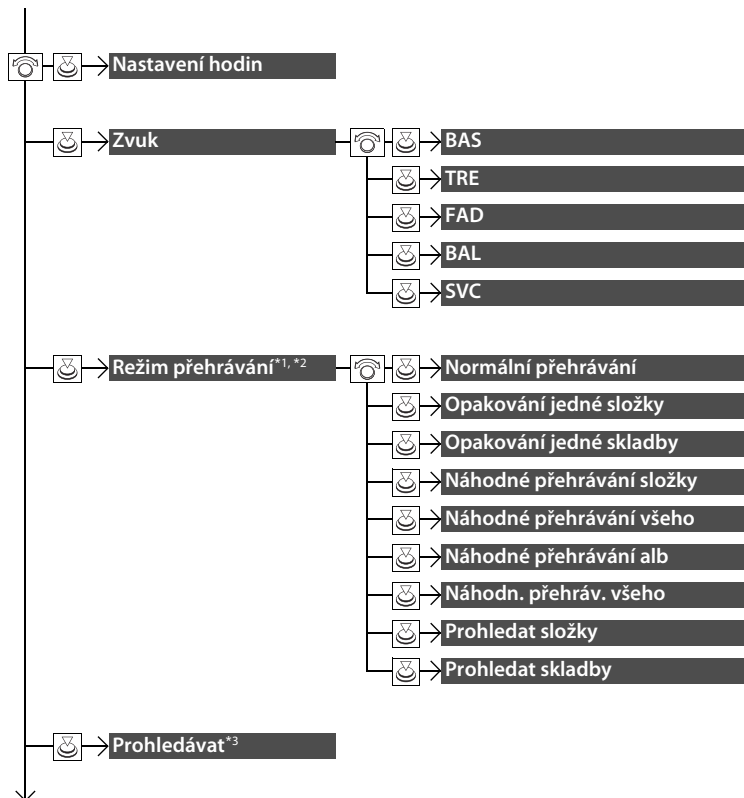 Nastavení hodin
Zvuk
BAS
TRE
FAD
BAL
SVC
Režim přehrávání*1, *2
Normální přehrávání
Opakování jedné složky
Opakování jedné skladby
Náhodné přehrávání složky
Náhodné přehrávání všeho
Náhodné přehrávání alb
Náhodn. přehráv. všeho
Prohledat složky
Prohledat skladby
Prohledávat*3